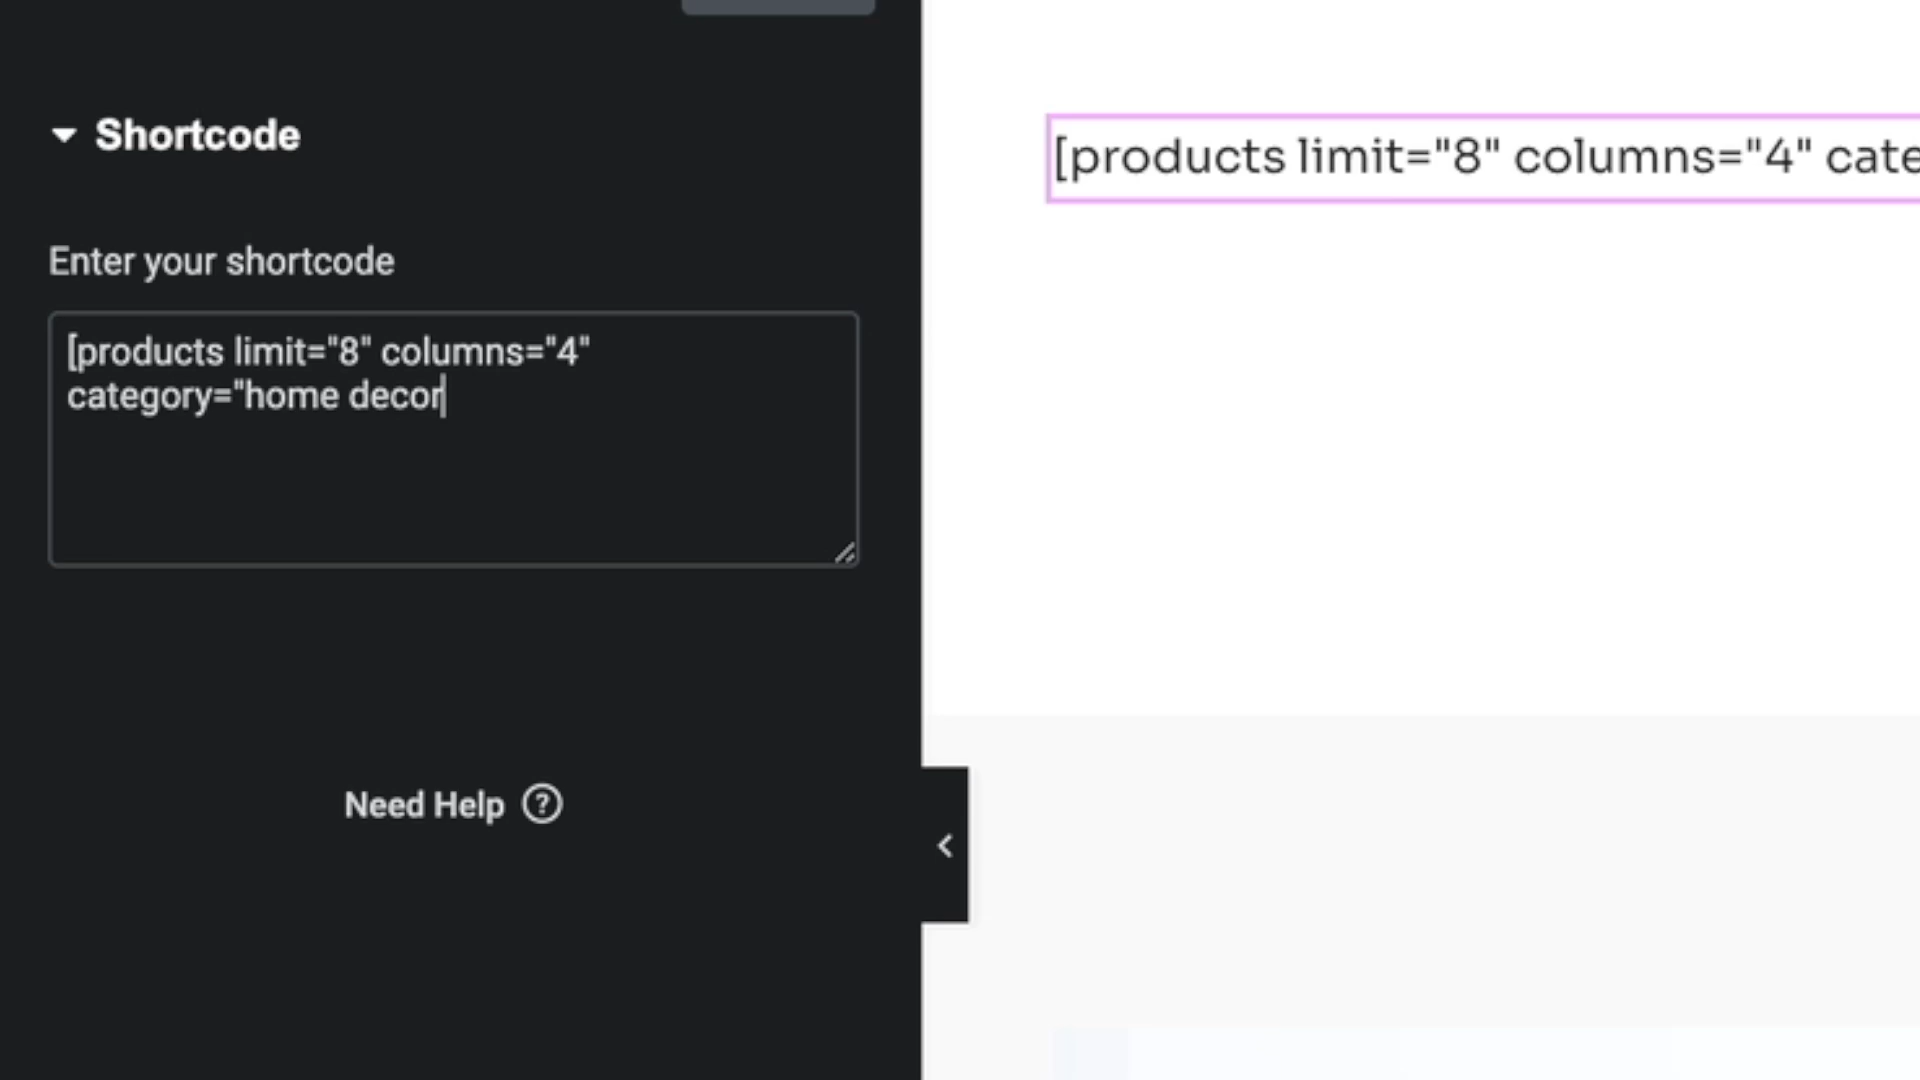 Shortcode
Enter your shortcode
[products limit="8" columns="4"
category="home decor
Need Help
[products limit="8" columns="4" cate